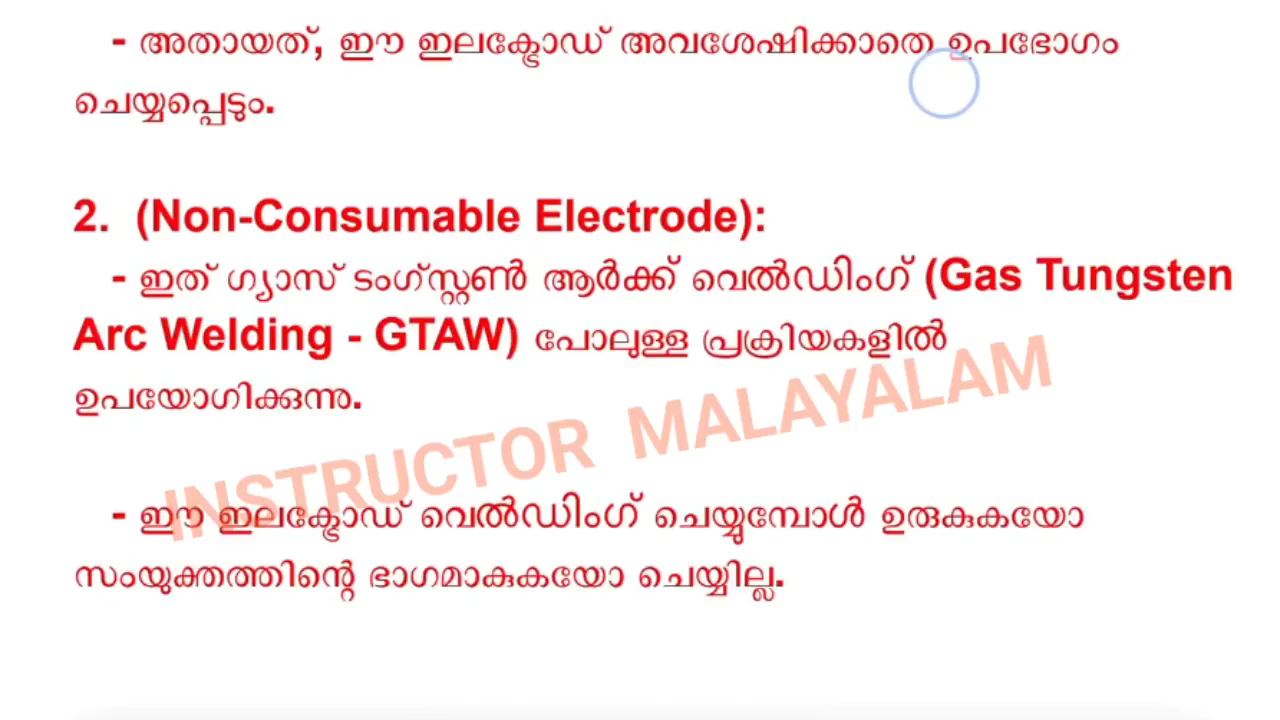 - അതായത്, ഈ ഇലക്ട്രോഡ് അവശേഷിക്കാതെ ഉപഭോഗം
ചെയ്യപ്പെടും.
2. (Non-Consumable Electrode):
- ഇത് ഗ്യാസ് ടംഗ്സ്റ്റൺ ആർക്ക് വെൽഡിംഗ് (Gas Tungsten
Arc Welding - GTAW) പോലുള്ള പ്രക്രിയകളിൽ
ഉപയോഗിക്കുന്നു.
INSTRUCTOR MALAYALAM
- ഈ ഇലക്ട്രോഡ് വെൽഡിംഗ് ചെയ്യുമ്പോൾ ഉരുകുകയോ
സംയുക്തത്തിന്റെ ഭാഗമാകുകയോ ചെയ്യില്ല.